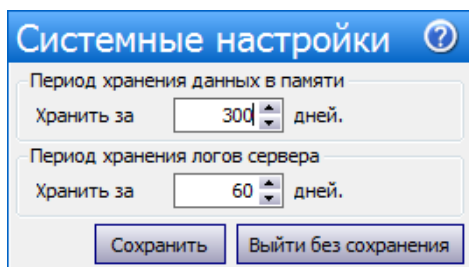 Системные настройки ?
Период хранения данных в памяти
Хранить за 300 дней.
Период хранения логов сервера
Хранить за 60 дней.
Сохранить Выйти без сохранения